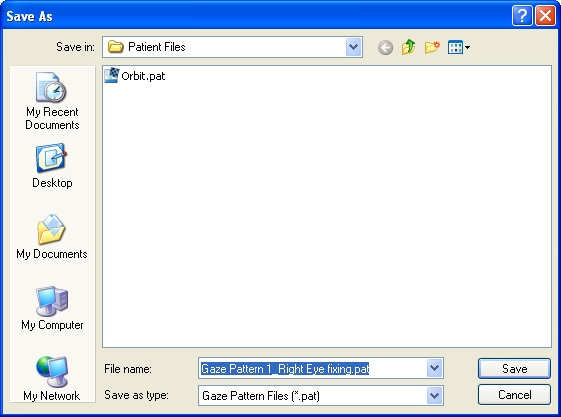 Save As
Save in:
Patient Files
Orbit.pat
My Recent
Documents
Desktop
My Documents
My Computer
My Network
File name:
Gaze Pattern 1_Right Eye fixing.pat
Save
Save as type:
Gaze Pattern Files (*.pat)
Cancel